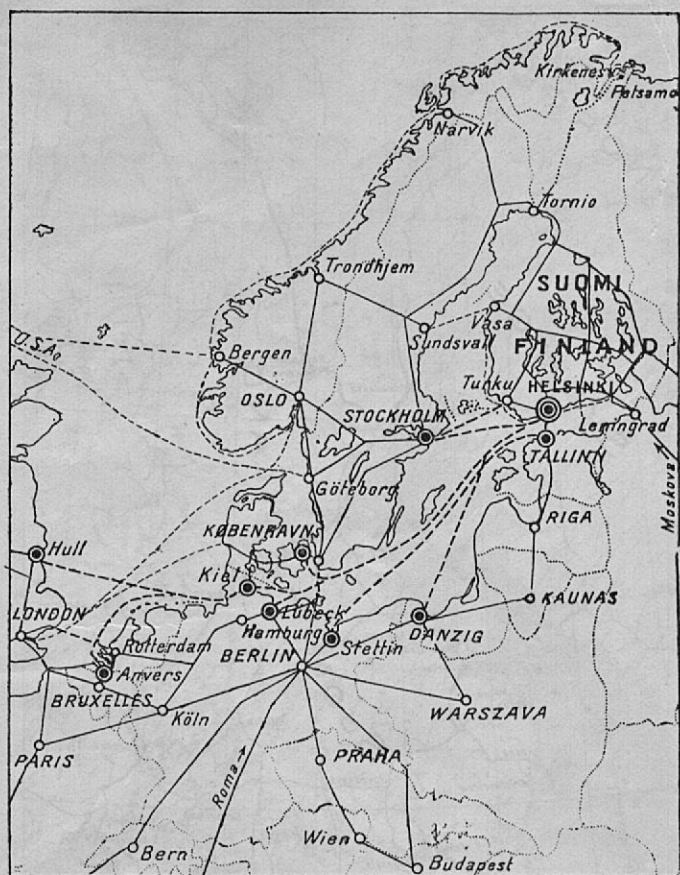 Kirkenes
Petsamo
Narvik
Tornio
Trondhjem
SUOMI
U.S.A.
Vasa
Sundsvall
FINLAND
Bergen
OSLO
Turku
HELSINKI
STOCKHOLM
Leningrad
TALLINN
Göteborg
Moskova
RIGA
KØBENHAVN
Hull
Kiel
KAUNAS
Lübeck
LONDON
Hamburg
DANZIG
Rotterdam
Stettin
BERLIN
Anvers
BRUXELLES
Köln
WARSZAVA
PARIS
Roma
PRAHA
Wien
Bern
Budapest